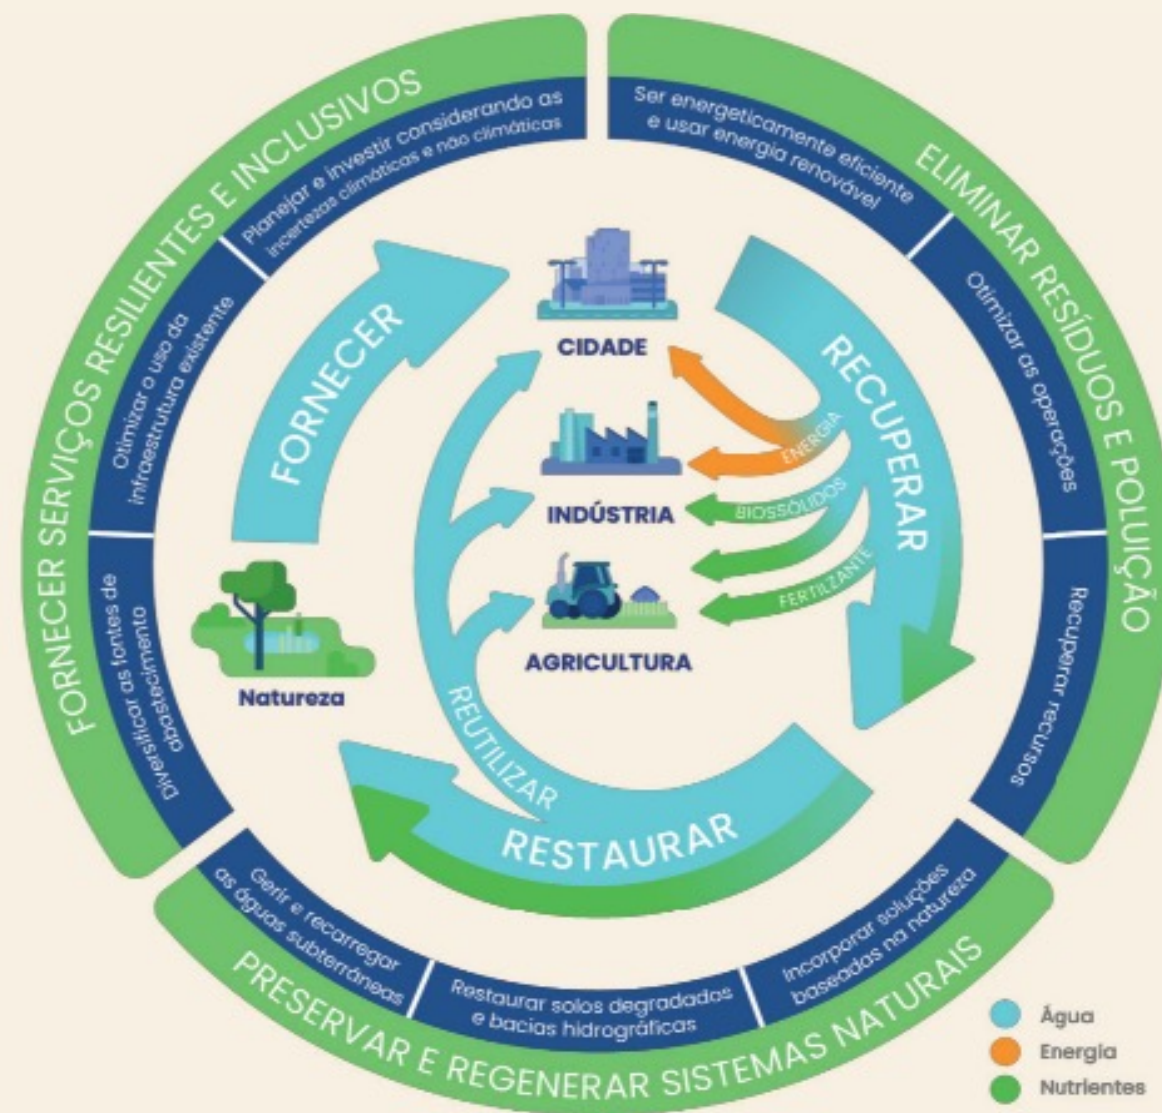 FORNECER SERVIÇOS RESILIENTES E INCLUSIVOS
Planejar e investir considerando as
incertezas climáticas e não climáticas
Otimizar o uso da
infraestrutura existente
Diversificar as fontes de
abastecimento
ELIMINAR RESÍDUOS E POLUIÇÃO
Ser energeticamente eficiente
e usar energia renovável
Otimizar as operações
Recuperar recursos
PRESERVAR E REGENERAR SISTEMAS NATURAIS
Gerir e recarregar
as águas subterrâneas
Restaurar solos degradados
e bacias hidrográficas
Incorporar soluções
baseadas na natureza
FORNECER
RECUPERAR
RESTAURAR
REUTILIZAR
CIDADE
INDÚSTRIA
AGRICULTURA
Natureza
ENERGIA
BIOSSÓLIDOS
FERTILZANTE
Água
Energia
Nutrientes